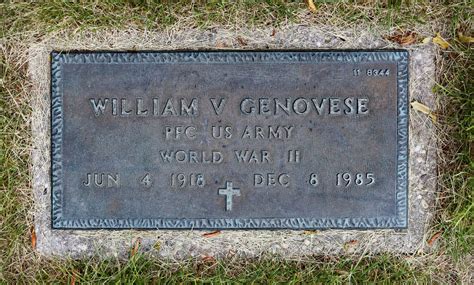 11 8344
WILLIAM V GENOVESE
PFC US ARMY
WORLD WAR II
JUN 4 1918 DEC 8 1985